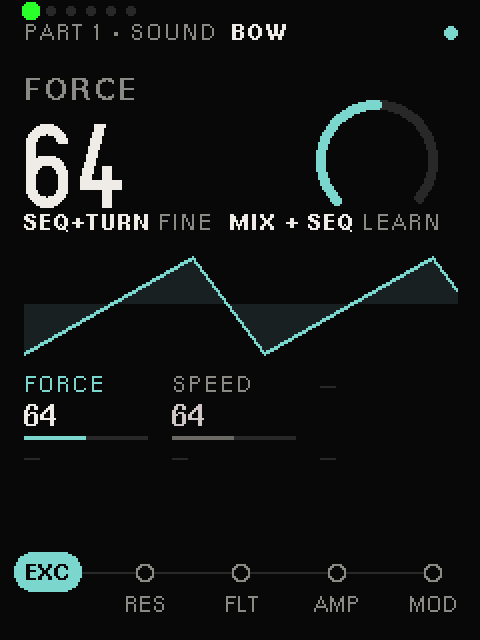 PART 1 · SOUND BOW
FORCE
64
SEQ+TURN FINE MIX + SEQ LEARN
FORCE SPEED —
64 64
— — —
EXC
RES FLT AMP MOD